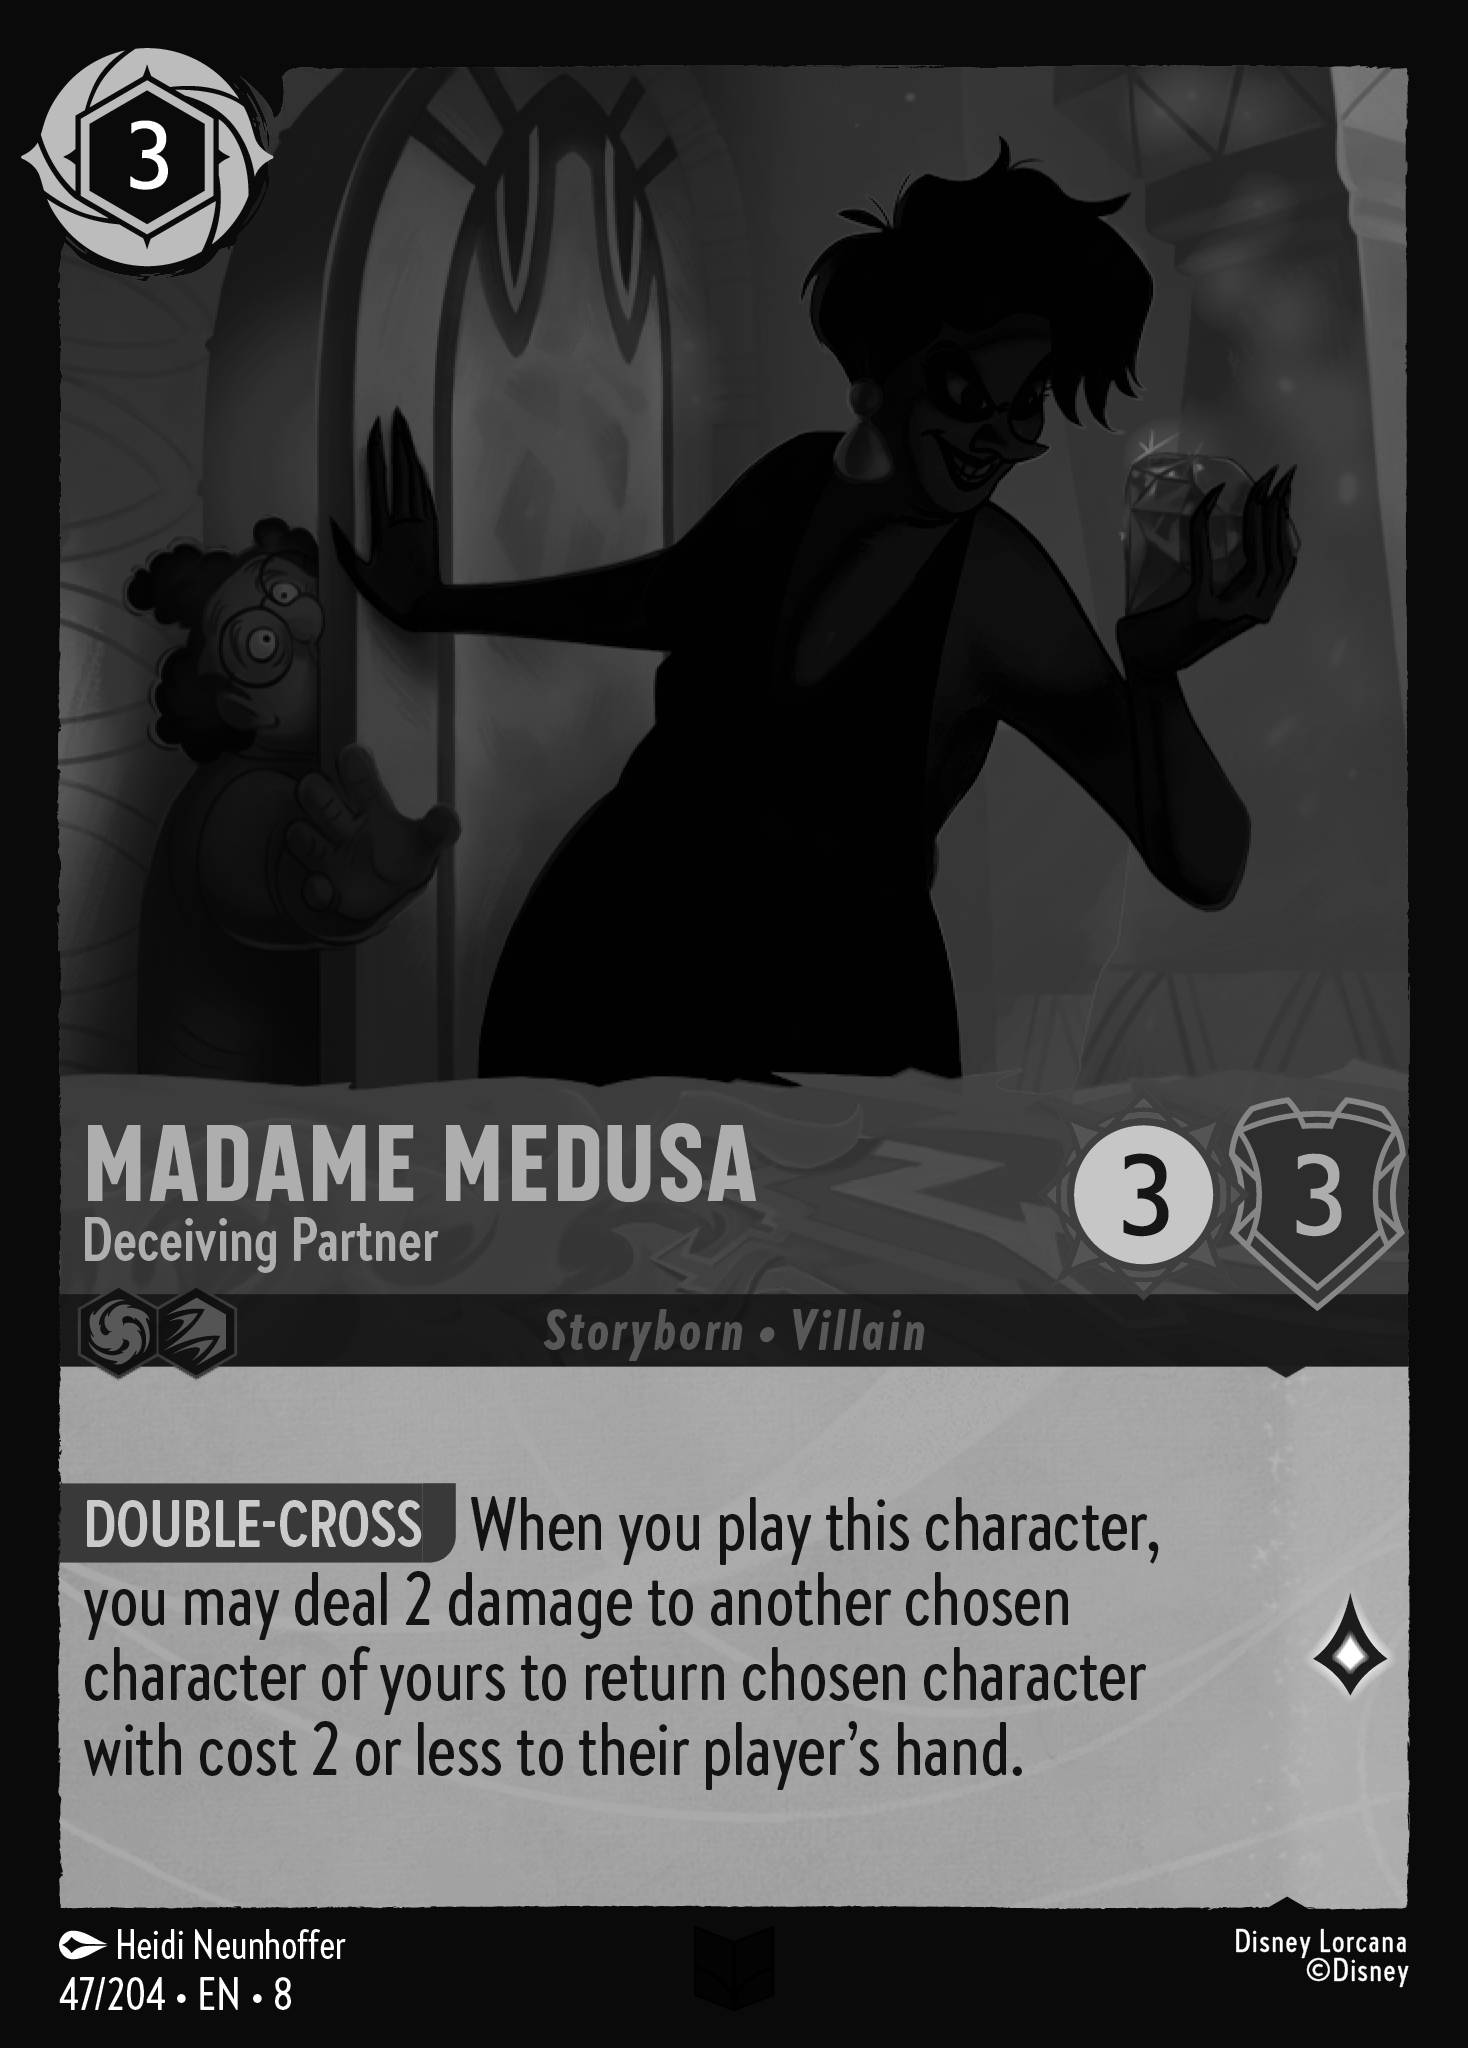 3
MADAME MEDUSA
Deceiving Partner
3
3
Storyborn • Villain
DOUBLE-CROSS When you play this character,
you may deal 2 damage to another chosen
character of yours to return chosen character
with cost 2 or less to their player’s hand.
Heidi Neunhoffer
47/204 • EN • 8
Disney Lorcana
©Disney